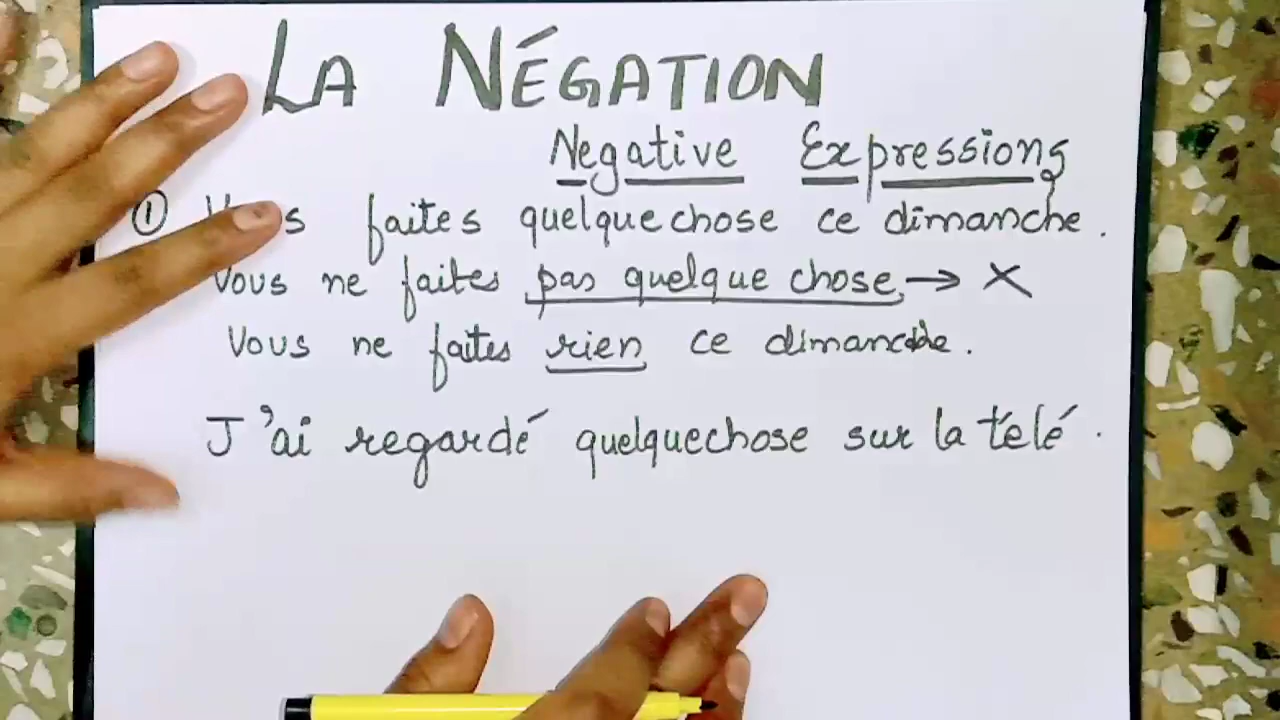 LA NÉGATION
Negative Expressions
① Vous faites quelquechose ce dimanche.
Vous ne faites pas quelque chose → X
Vous ne faites rien ce dimanche.
J'ai regardé quelquechose sur la télé.